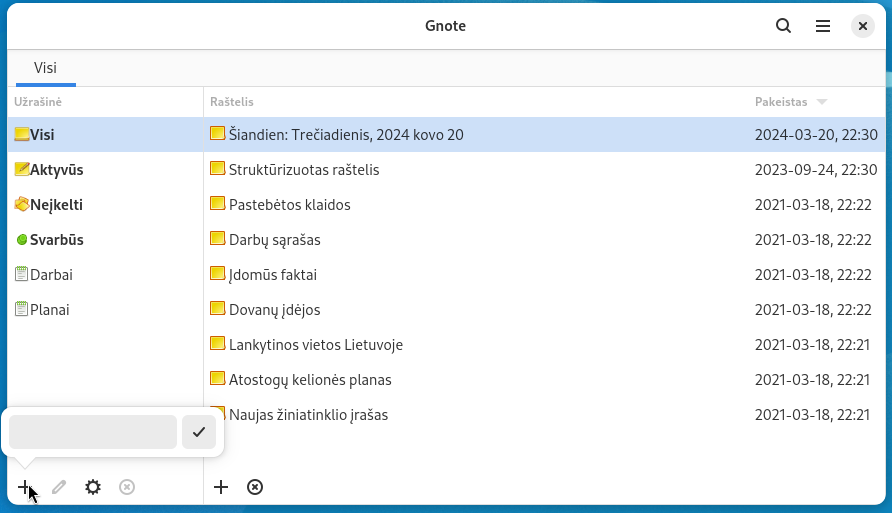 Gnote
Visi
Užrašinė Raštelis Pakeistas
Visi Šiandien: Trečiadienis, 2024 kovo 20 2024-03-20, 22:30
Aktyvūs Struktūrizuotas raštelis 2023-09-24, 22:30
Neįkelti Pastebėtos klaidos 2021-03-18, 22:22
Svarbūs Darbų sąrašas 2021-03-18, 22:22
Darbai Įdomūs faktai 2021-03-18, 22:22
Planai Dovanų įdėjos 2021-03-18, 22:22
Lankytinos vietos Lietuvoje 2021-03-18, 22:21
Atostogų kelionės planas 2021-03-18, 22:21
Naujas žiniatinklio įrašas 2021-03-18, 22:21